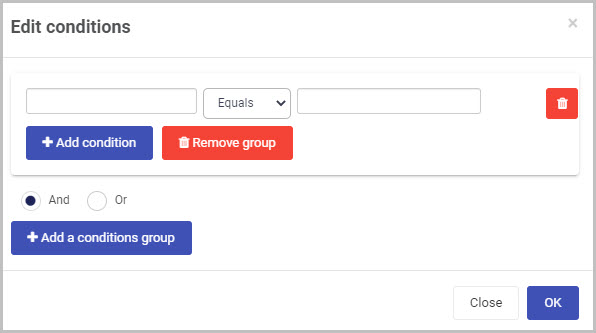 Edit conditions ×
Equals
+ Add condition Remove group
And Or
+ Add a conditions group
Close OK